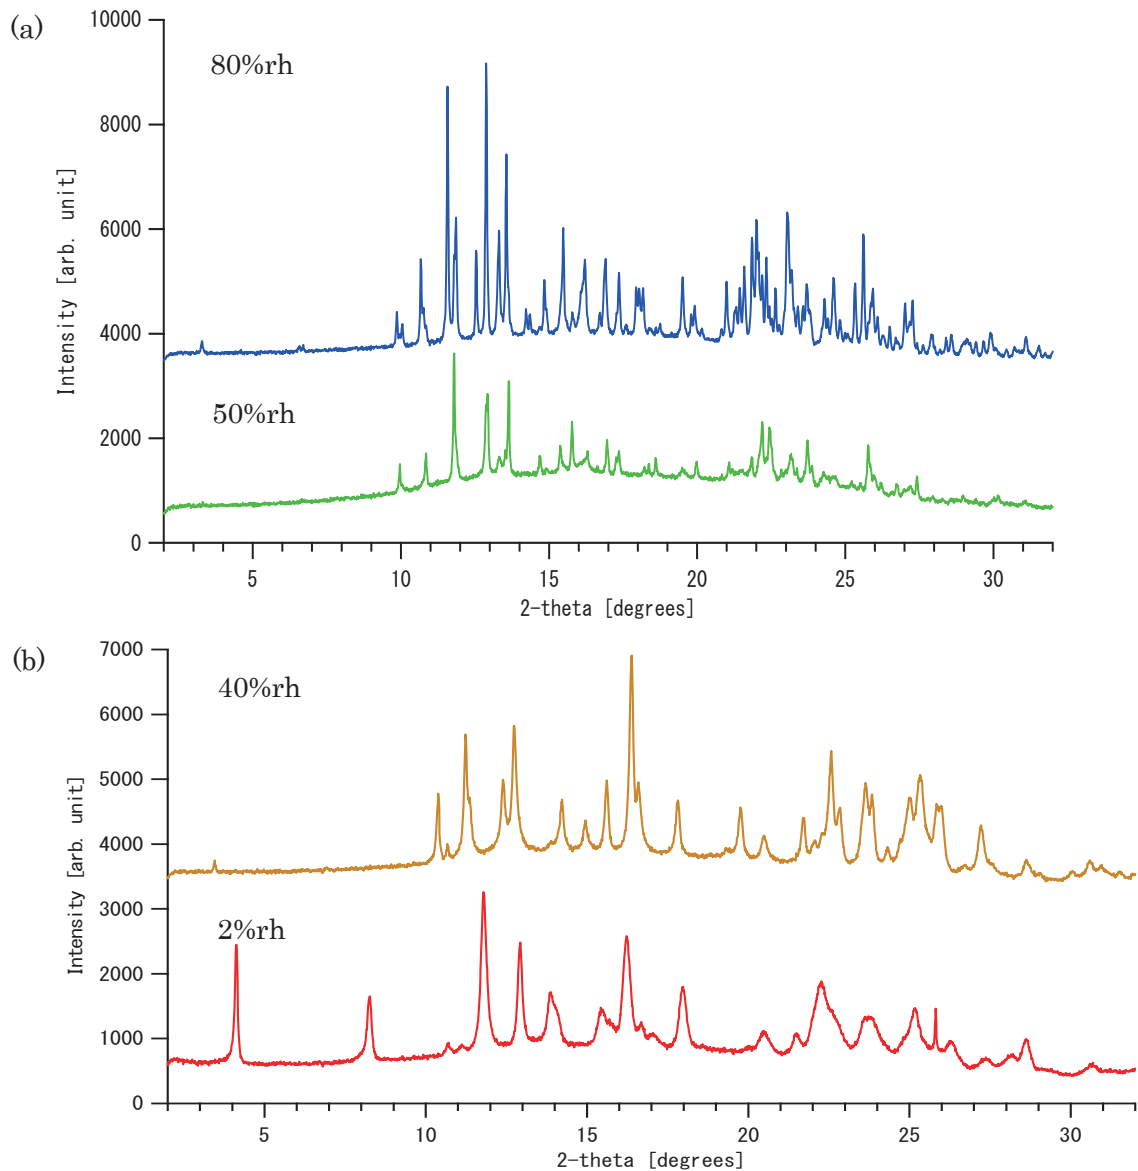 (a)
80%rh
50%rh
Intensity [arb. unit]
10000
8000
6000
4000
2000
0
5 10 15 20 25 30
2-theta [degrees]
(b)
40%rh
2%rh
Intensity [arb. unit]
7000
6000
5000
4000
3000
2000
1000
0
5 10 15 20 25 30
2-theta [degrees]